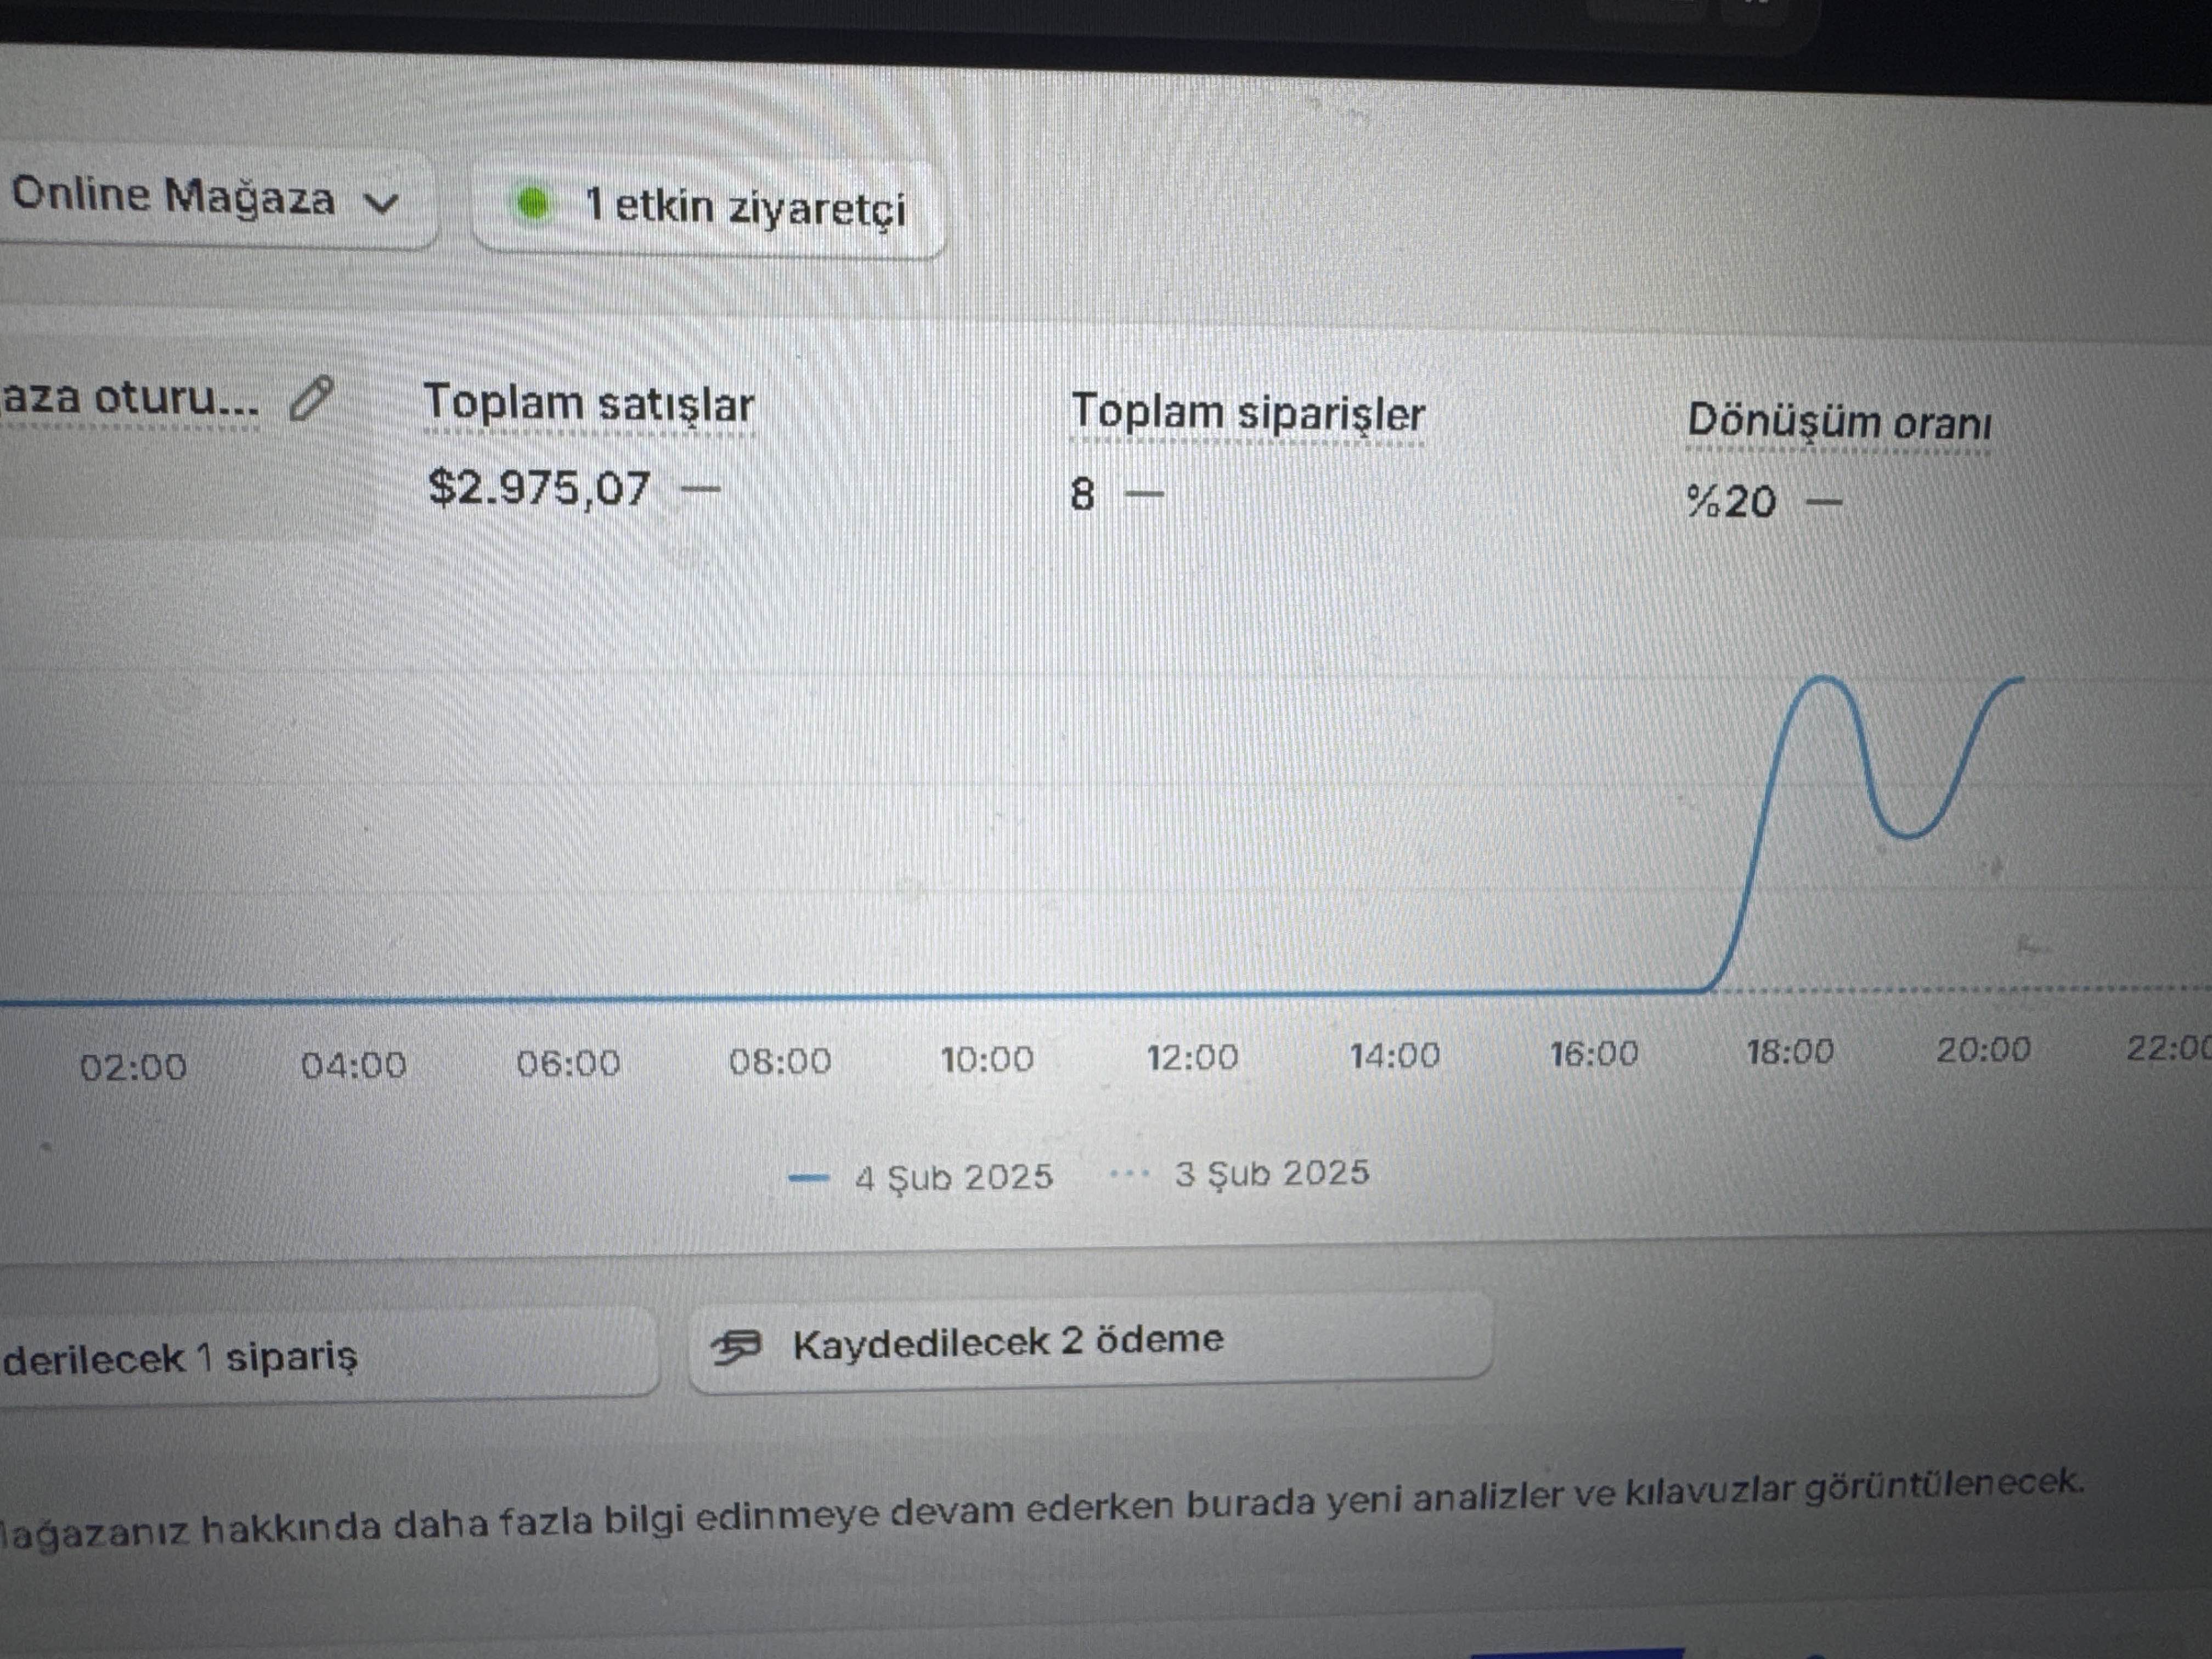 Online Mağaza
1 etkin ziyaretçi
aza oturu...
Toplam satışlar
$2.975,07 —
Toplam siparişler
8 —
Dönüşüm oranı
%20 —
02:00 04:00 06:00 08:00 10:00 12:00 14:00 16:00 18:00 20:00 22:00
4 Şub 2025 3 Şub 2025
derilecek 1 sipariş
Kaydedilecek 2 ödeme
lağazanız hakkında daha fazla bilgi edinmeye devam ederken burada yeni analizler ve kılavuzlar görüntülenecek.